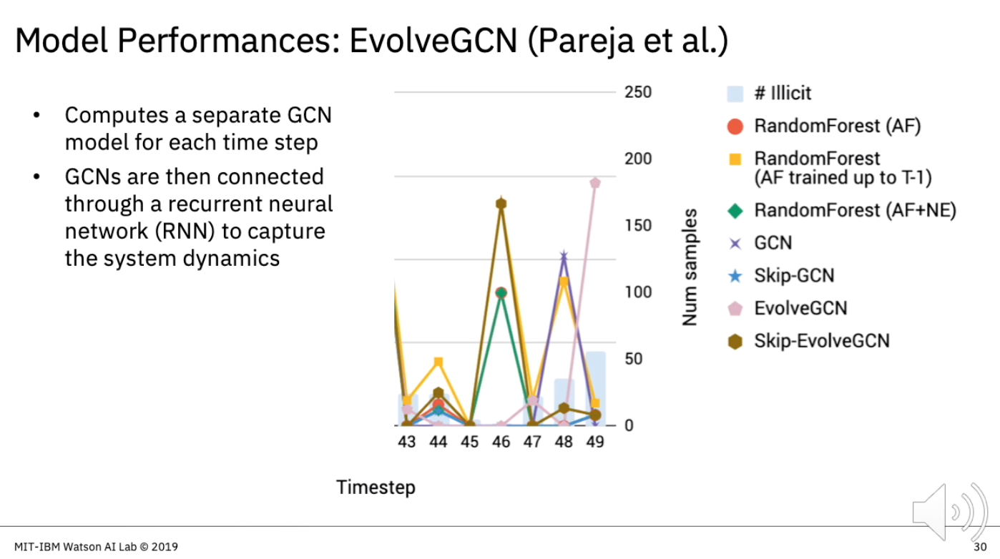 Model Performances: EvolveGCN (Pareja et al.)
• Computes a separate GCN
model for each time step
• GCNs are then connected
through a recurrent neural
network (RNN) to capture
the system dynamics
250
200
150
100
50
0
Num samples
43 44 45 46 47 48 49
Timestep
# Illicit
RandomForest (AF)
RandomForest
(AF trained up to T-1)
RandomForest (AF+NE)
GCN
Skip-GCN
EvolveGCN
Skip-EvolveGCN
MIT-IBM Watson AI Lab © 2019
30